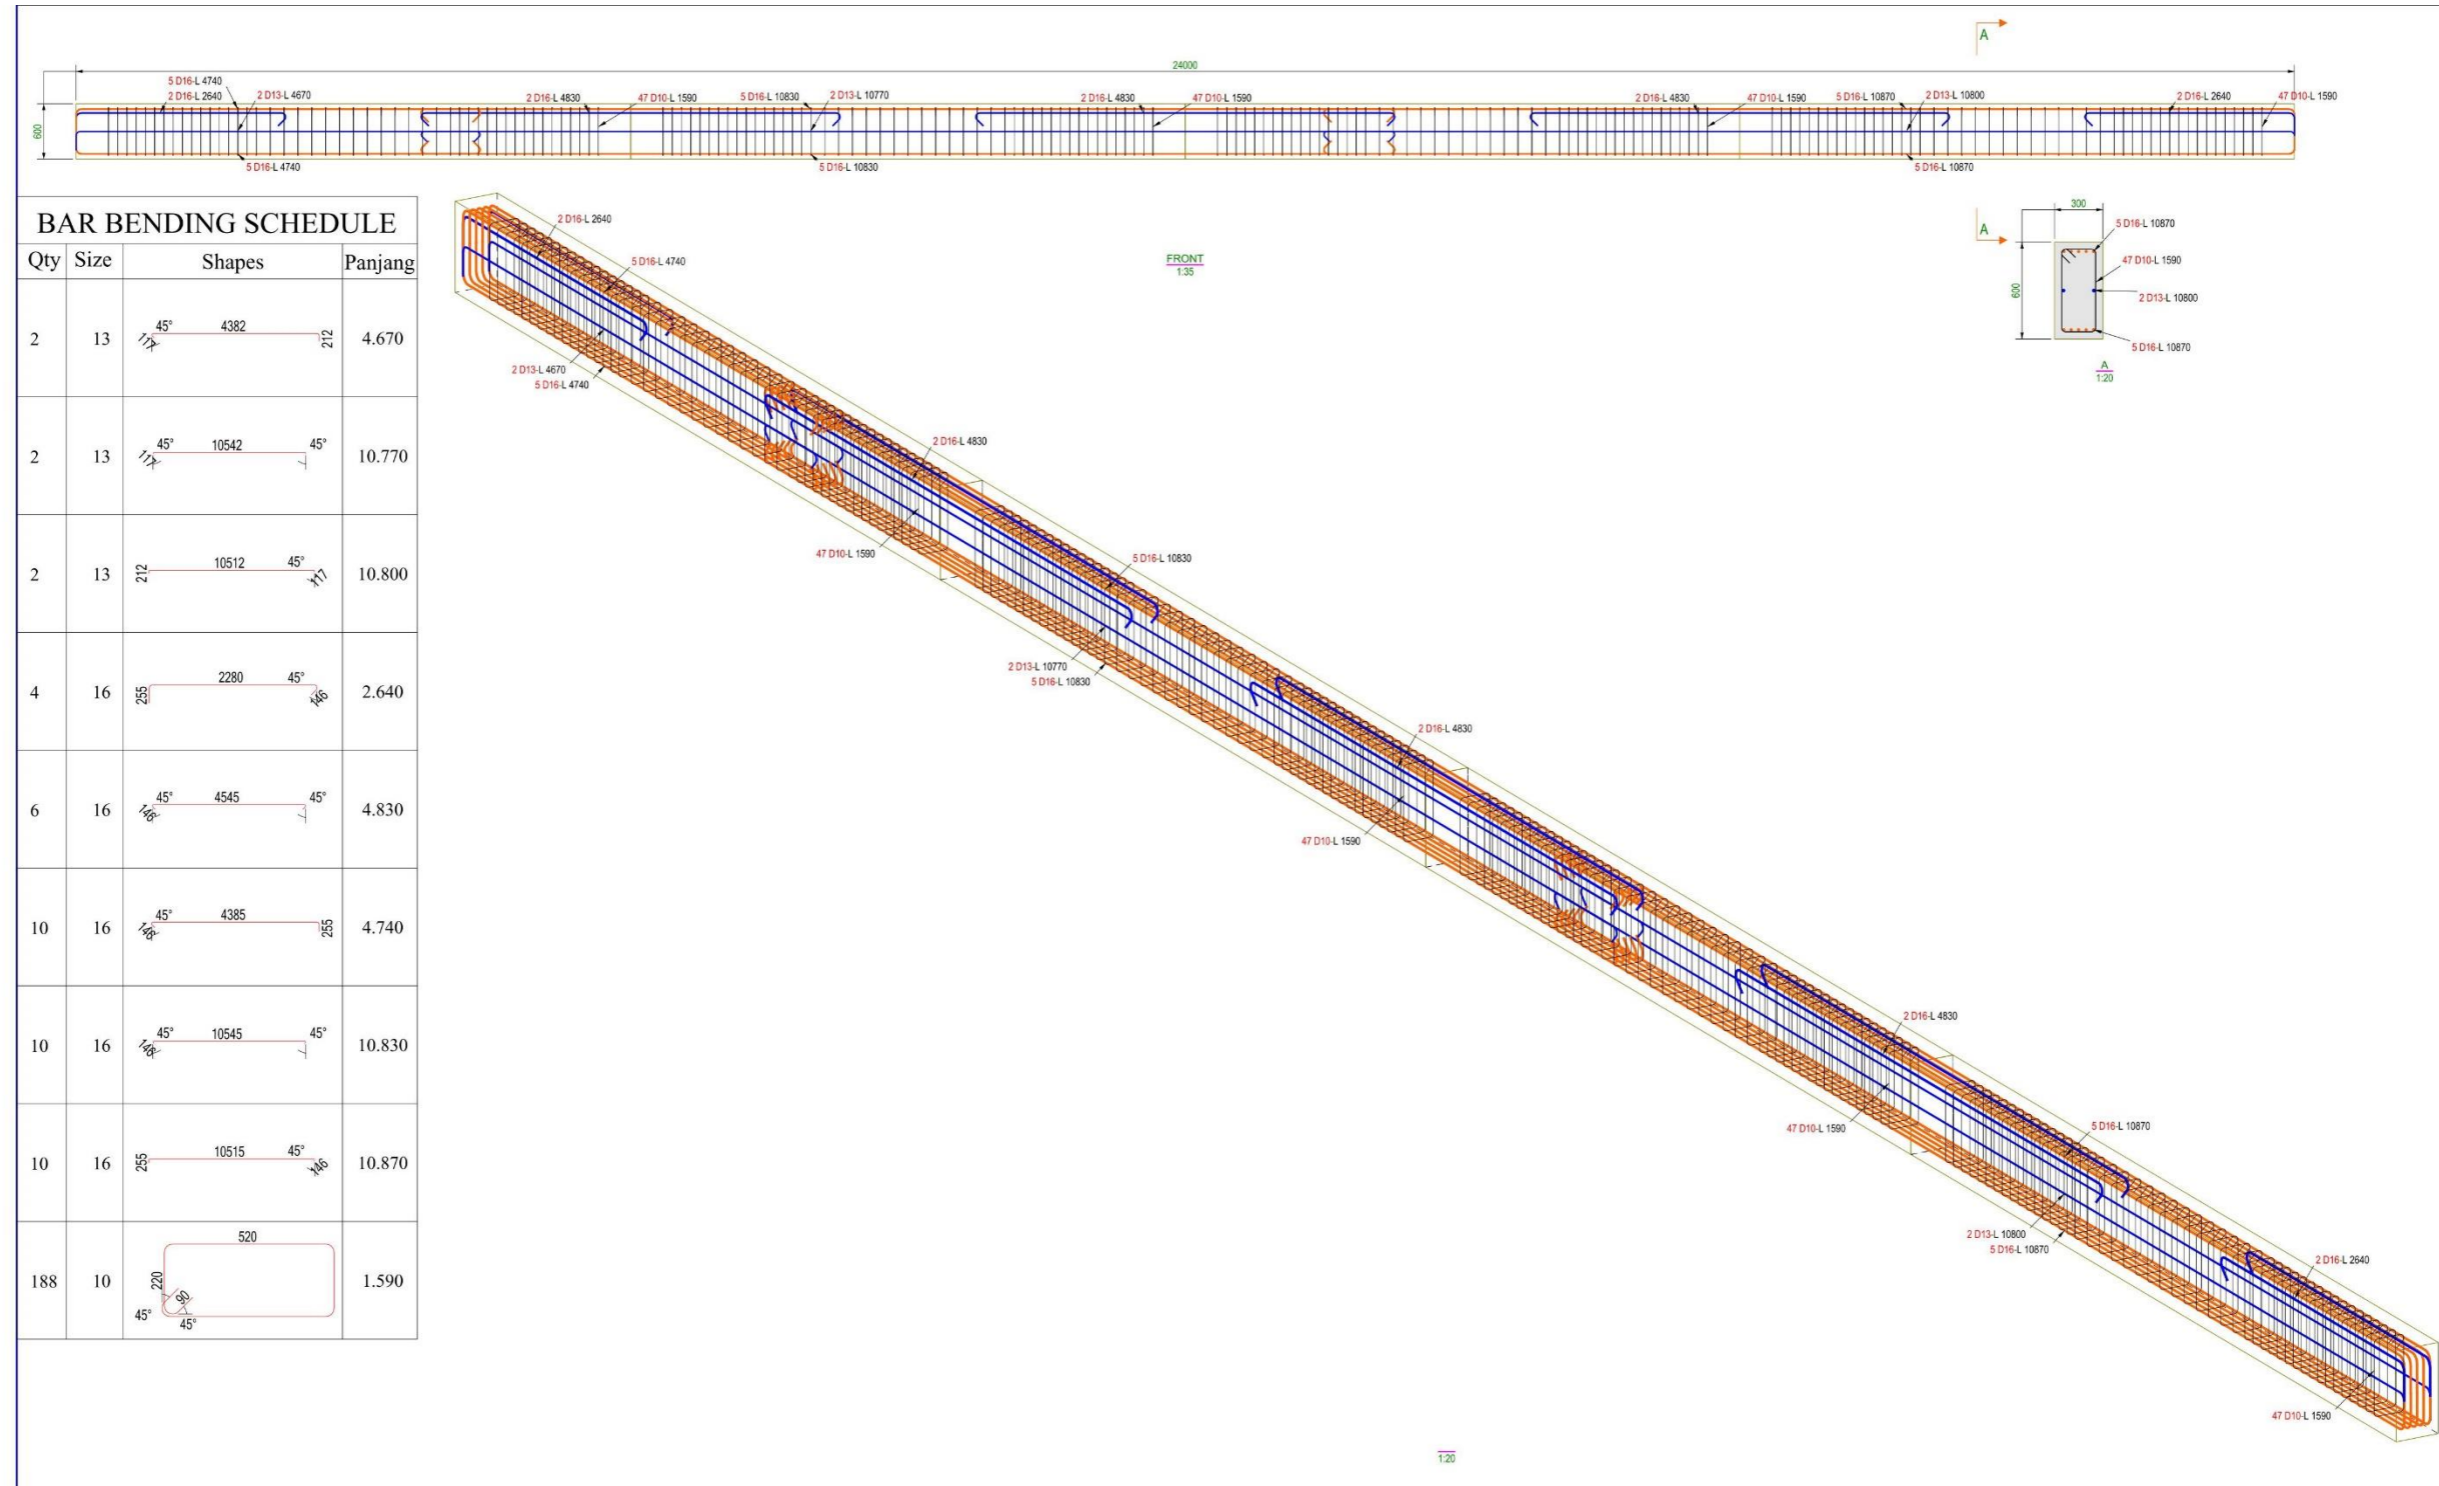 A
24000
5 D16-L 4740
2 D16-L 2640
2 D13-L 4670
2 D16-L 4830
47 D10-L 1590
5 D16-L 10830
2 D13-L 10770
2 D16-L 4830
47 D10-L 1590
2 D16-L 4830
47 D10-L 1590
5 D16-L 10870
2 D13-L 10800
2 D16-L 2640
47 D10-L 1590
600
5 D16-L 4740
5 D16-L 10830
5 D16-L 10870
BAR BENDING SCHEDULE
Qty Size Shapes Panjang
2 13 45° 4382 117 212 4.670
2 13 45° 10542 45° 117 10.770
2 13 212 10512 45° 117 10.800
4 16 255 2280 45° 146 2.640
6 16 45° 4545 45° 146 4.830
10 16 45° 4385 146 255 4.740
10 16 45° 10545 45° 146 10.830
10 16 255 10515 45° 146 10.870
188 10 520 220 90 45° 45° 1.590
FRONT
1:35
A
300
600
5 D16-L 10870
47 D10-L 1590
2 D13-L 10800
5 D16-L 10870
A
1:20
2 D16-L 2640
5 D16-L 4740
2 D13-L 4670
5 D16-L 4740
2 D16-L 4830
47 D10-L 1590
5 D16-L 10830
2 D13-L 10770
5 D16-L 10830
2 D16-L 4830
47 D10-L 1590
2 D16-L 4830
47 D10-L 1590
5 D16-L 10870
2 D13-L 10800
5 D16-L 10870
2 D16-L 2640
47 D10-L 1590
1:20